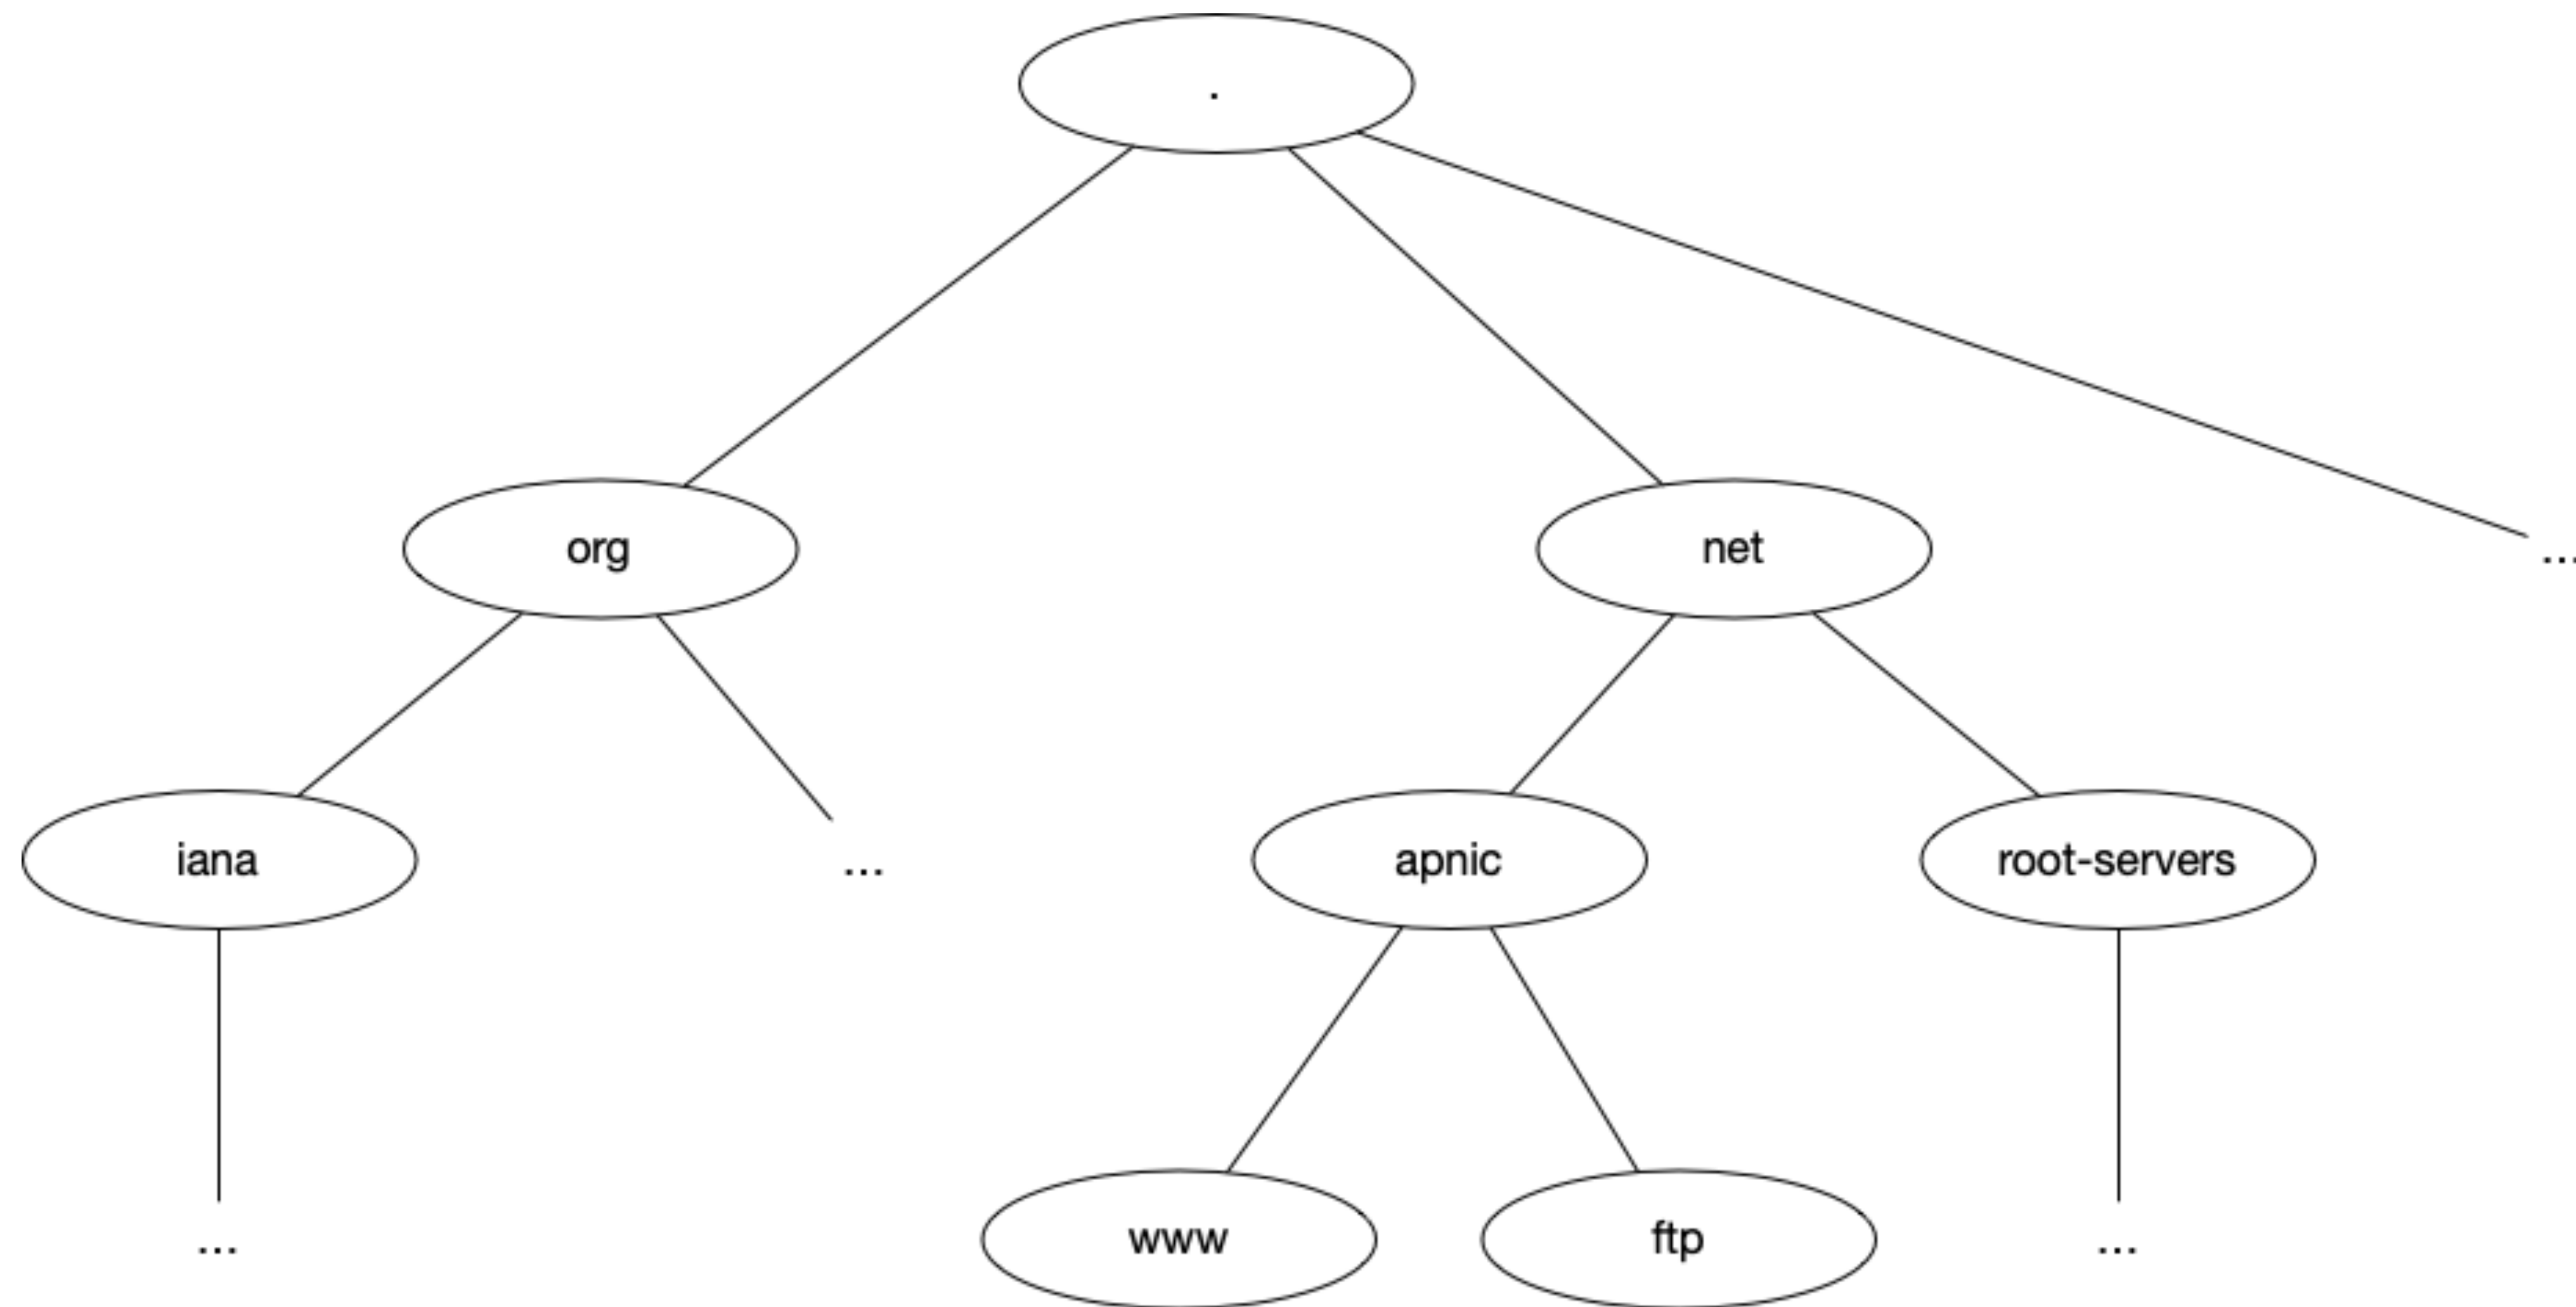 .
org
net
...
iana
...
apnic
root-servers
...
www
ftp
...